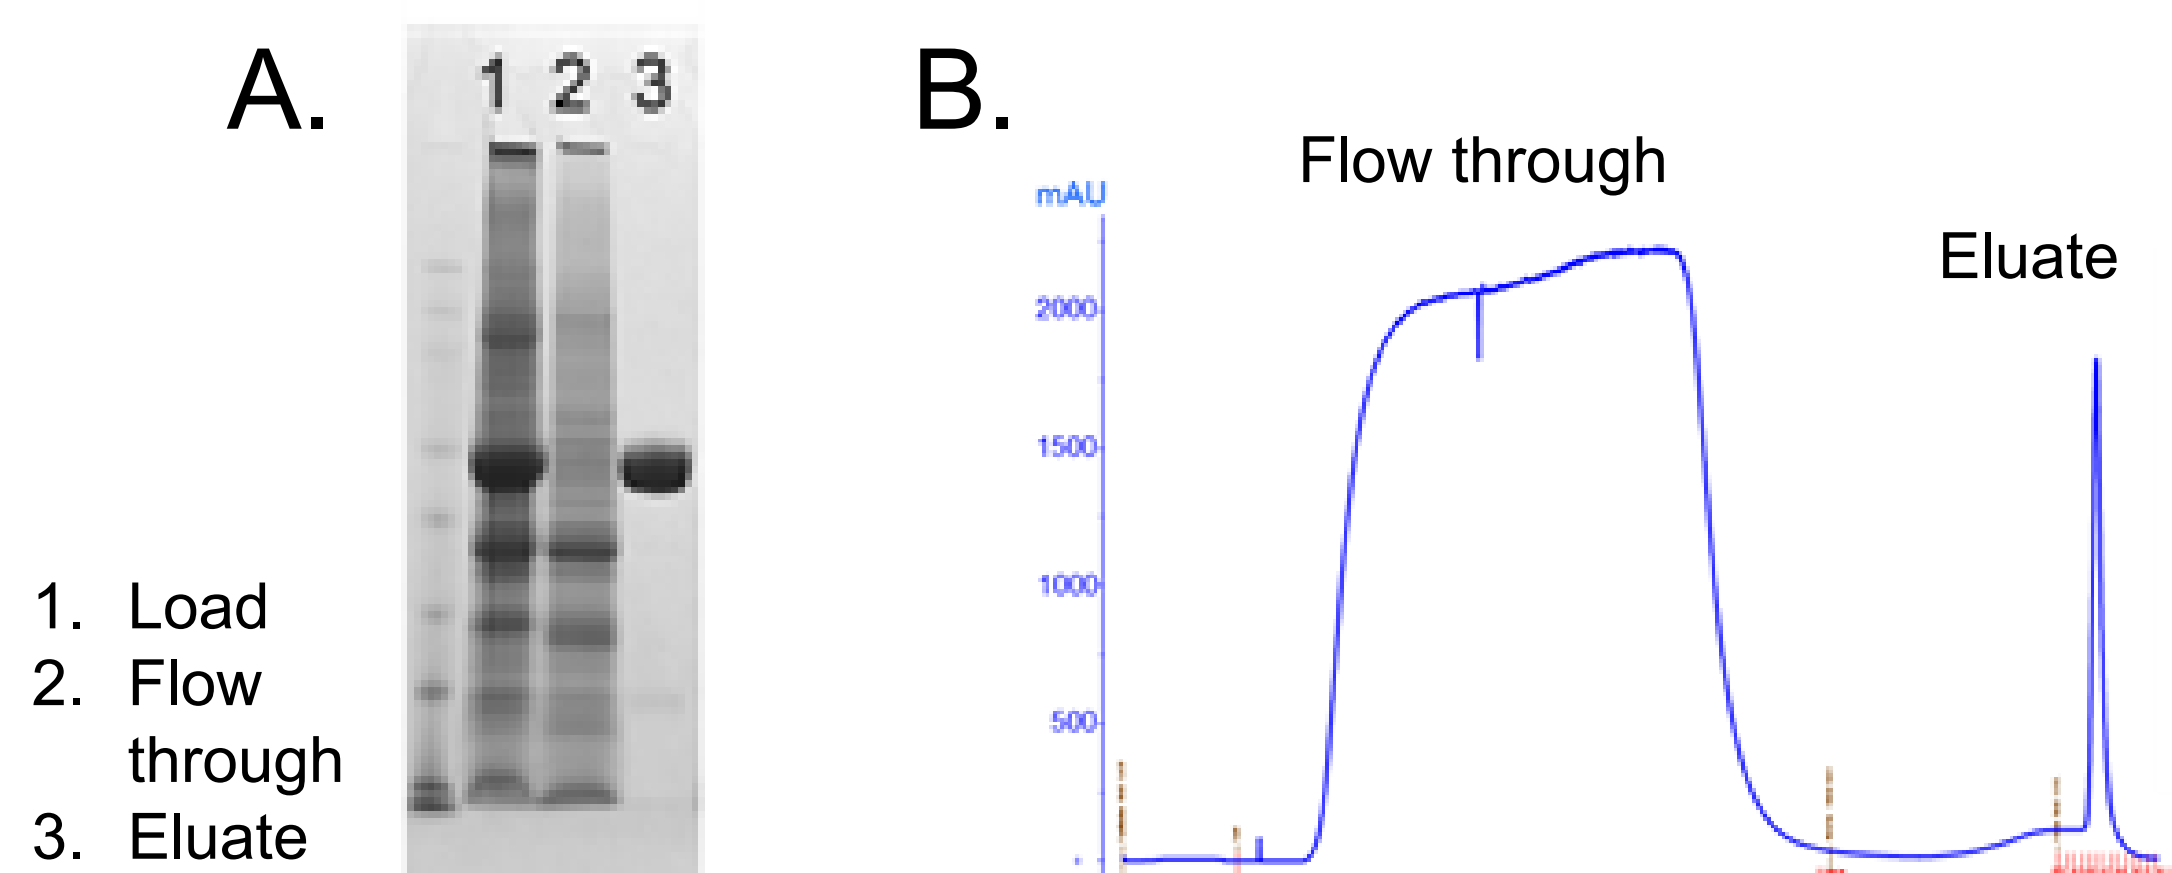 A.
1 2 3
1. Load
2. Flow
through
3. Eluate
B.
Flow through
Eluate
mAU
2000
1500
1000
500